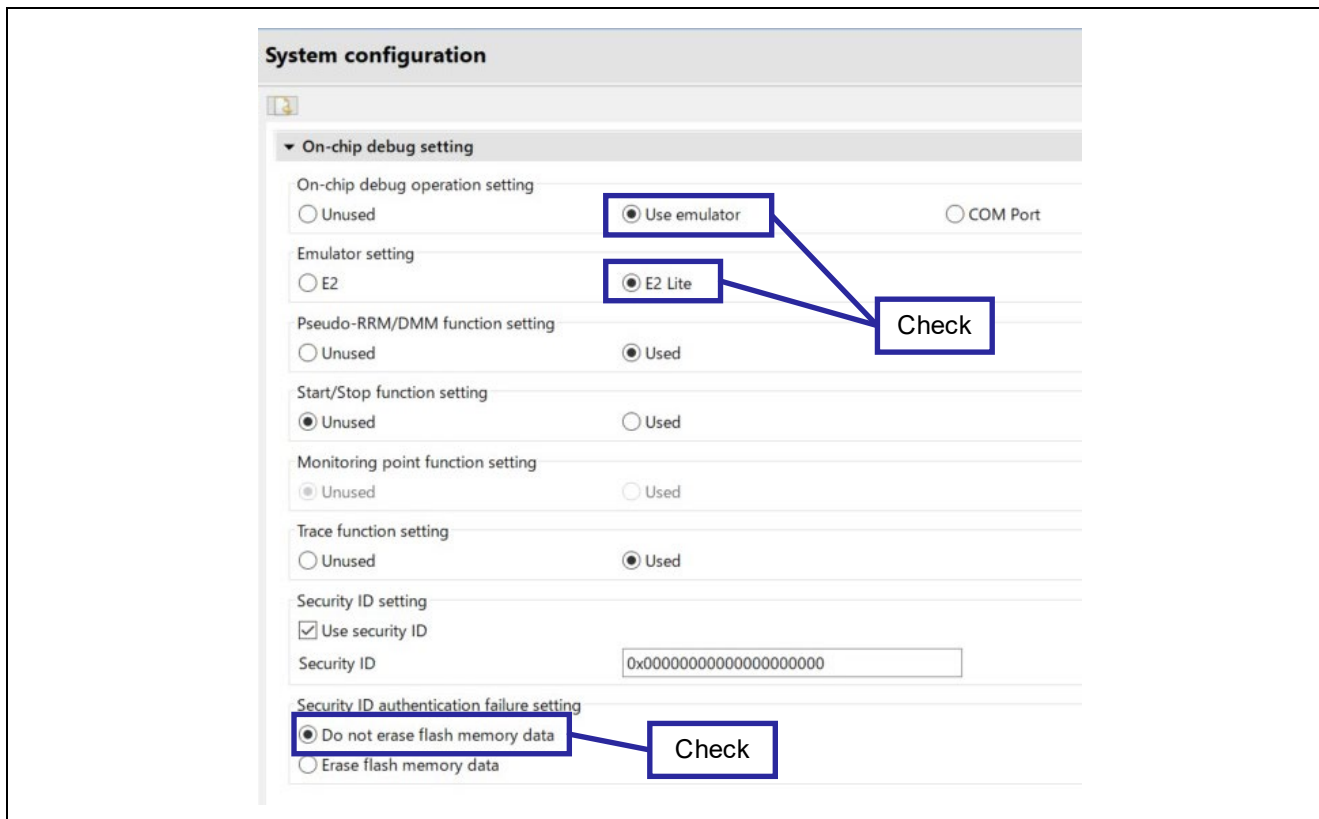 System configuration
On-chip debug setting
On-chip debug operation setting
Unused Use emulator COM Port
Emulator setting
E2 E2 Lite
Check
Pseudo-RRM/DMM function setting
Unused Used
Start/Stop function setting
Unused Used
Monitoring point function setting
Unused Used
Trace function setting
Unused Used
Security ID setting
Use security ID
Security ID 0x00000000000000000000
Security ID authentication failure setting
Do not erase flash memory data
Check
Erase flash memory data